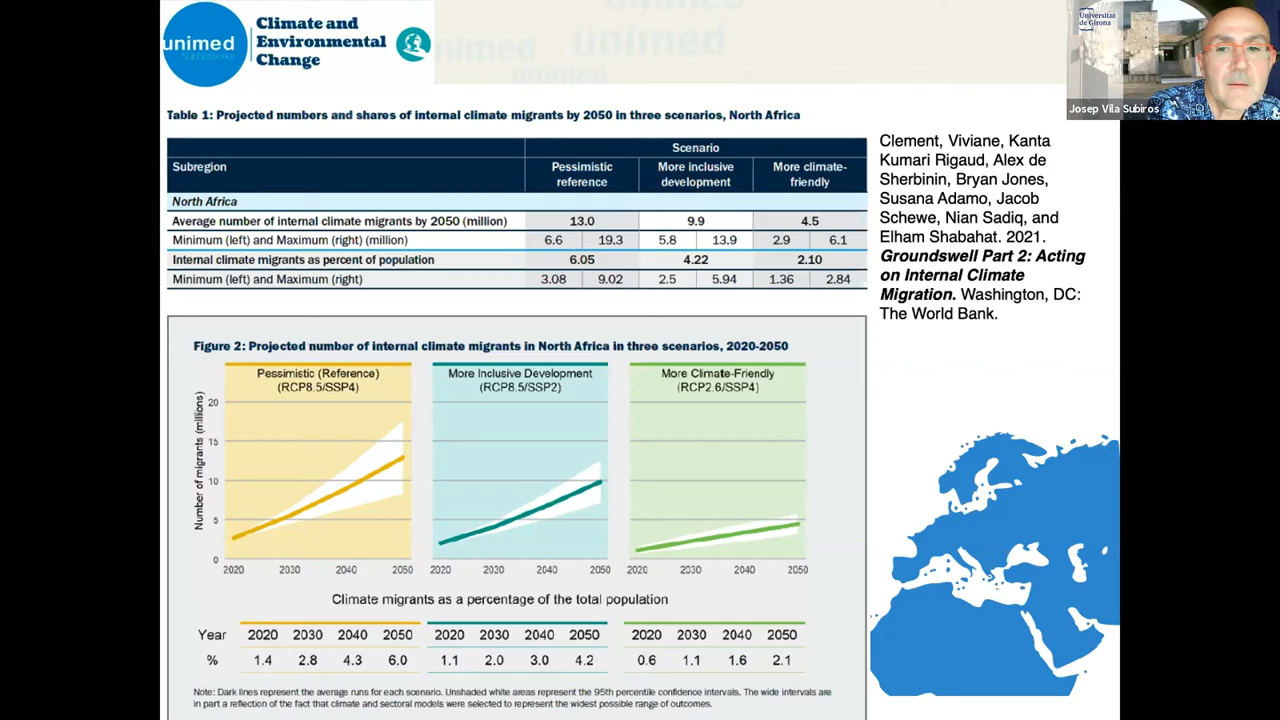 unimed
SubNetworks
Climate and
Environmental
Change
unimed
unimed
unimed
unimed
Universitat
de Girona
Josep Vila Subiros
Table 1: Projected numbers and shares of internal climate migrants by 2050 in three scenarios, North Africa
Scenario
Subregion
Pessimistic reference
More inclusive development
More climate-friendly
North Africa
Average number of internal climate migrants by 2050 (million) 13.0 9.9 4.5
Minimum (left) and Maximum (right) (million) 6.6 19.3 5.8 13.9 2.9 6.1
Internal climate migrants as percent of population 6.05 4.22 2.10
Minimum (left) and Maximum (right) 3.08 9.02 2.5 5.94 1.36 2.84
Clement, Viviane, Kanta
Kumari Rigaud, Alex de
Sherbinin, Bryan Jones,
Susana Adamo, Jacob
Schewe, Nian Sadiq, and
Elham Shabahat. 2021.
Groundswell Part 2: Acting
on Internal Climate
Migration. Washington, DC:
The World Bank.
Figure 2: Projected number of internal climate migrants in North Africa in three scenarios, 2020-2050
Pessimistic (Reference)
(RCP8.5/SSP4)
More Inclusive Development
(RCP8.5/SSP2)
More Climate-Friendly
(RCP2.6/SSP4)
Number of migrants (millions)
20
15
10
5
0
2020 2030 2040 2050 2020 2030 2040 2050 2020 2030 2040 2050
Climate migrants as a percentage of the total population
Year 2020 2030 2040 2050 2020 2030 2040 2050 2020 2030 2040 2050
% 1.4 2.8 4.3 6.0 1.1 2.0 3.0 4.2 0.6 1.1 1.6 2.1
Note: Dark lines represent the average runs for each scenario. Unshaded white areas represent the 95th percentile confidence intervals. The wide intervals are
in part a reflection of the fact that climate and sectoral models were selected to represent the widest possible range of outcomes.